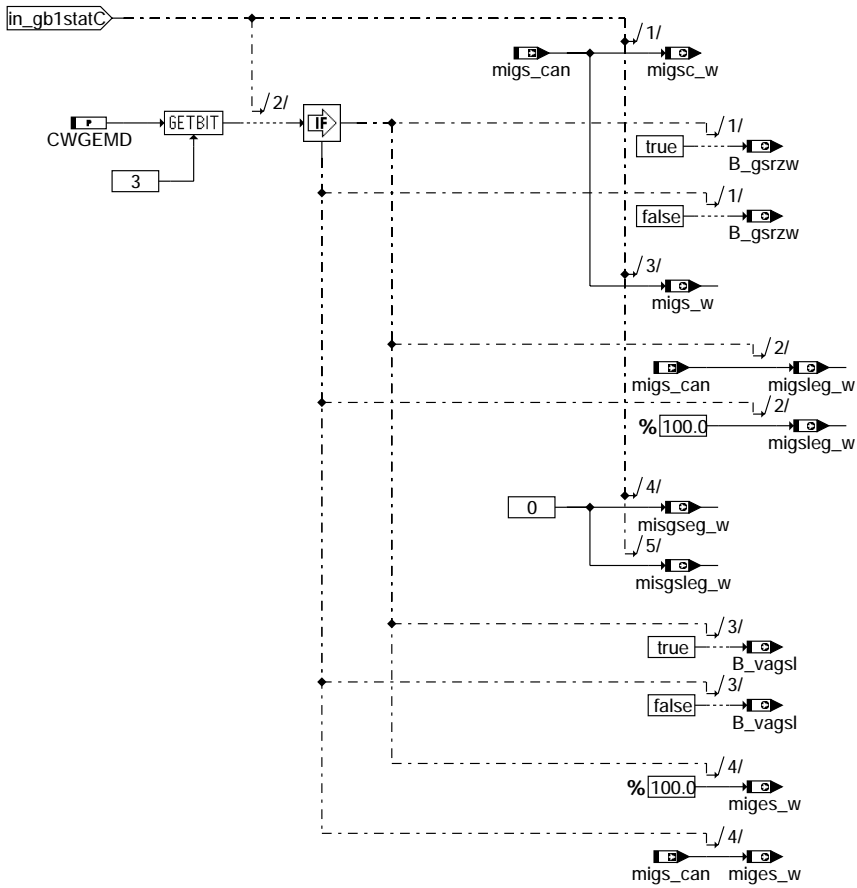 in_gb1statC
/1/
migs_can
migsc_w
/2/
P
GETBIT
IF
CWGEMD
/1/
true
B_gsrzw
3
/1/
false
B_gsrzw
/3/
migs_w
/2/
migs_can
migsleg_w
/2/
% 100.0
migsleg_w
/4/
0
misgseg_w
/5/
misgsleg_w
/3/
true
B_vagsl
/3/
false
B_vagsl
/4/
% 100.0
miges_w
/4/
migs_can
miges_w